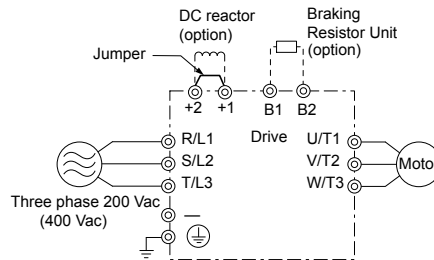 DC reactor
(option)
Braking
Resistor Unit
(option)
Jumper
+2
+1
B1
B2
R/L1
Drive
U/T1
S/L2
V/T2
Moto
T/L3
W/T3
Three phase 200 Vac
(400 Vac)
–